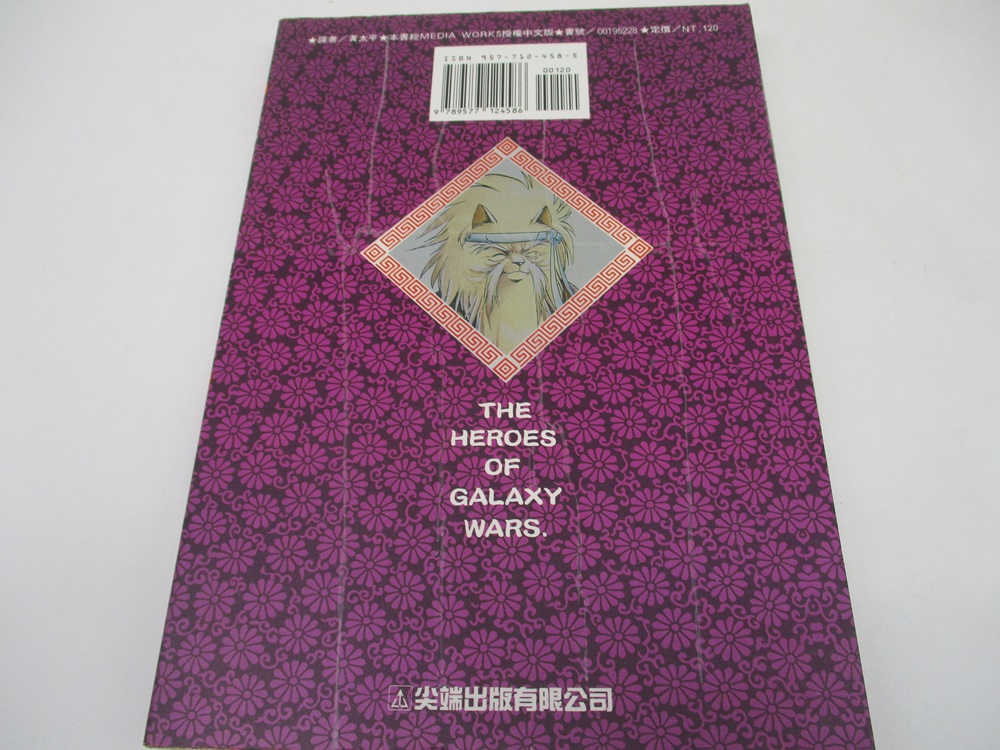 ★譯者／黃太平★本書經MEDIA WORKS授權中文版★書號／00195228★定價／NT,120
ISBN 957-712-458-5
00120
9 789577 124586
THE
HEROES
OF
GALAXY
WARS.
尖端出版有限公司